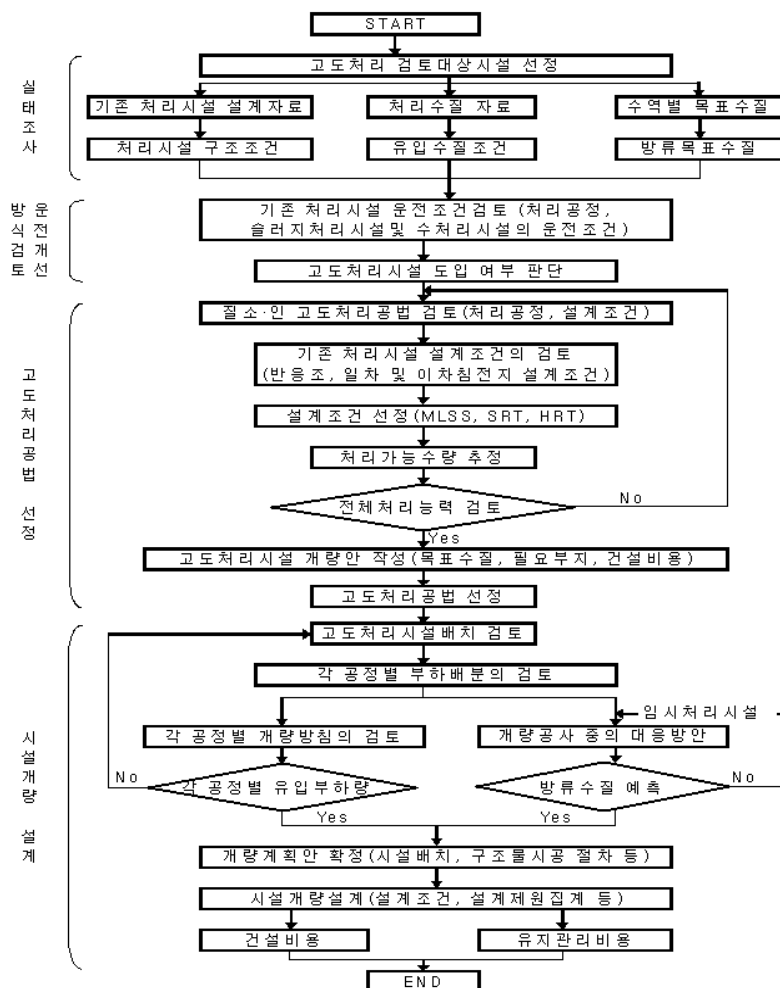 START
고도처리 검토대상시설 선정
실태조사
기존 처리시설 설계자료
처리수질 자료
수역별 목표수질
처리시설 구조조건
유입수질조건
방류목표수질
운전개선
방식검토
기존 처리시설 운전조건검토 (처리공정,
슬러지처리시설및 수처리시설의 운전조건)
고도처리시설 도입 여부 판단
고도처리공법 선정
질소·인 고도처리공법 검토(처리공정, 설계조건)
기존 처리시설 설계조건의 검토
(반응조, 일차 및 이차침전지 설계조건)
설계조건 선정(MLSS, SRT, HRT)
처리가능수량 추정
전체처리능력 검토
No
Yes
고도처리시설 개량안 작성(목표수질, 필요부지, 건설비용)
고도처리공법 선정
시설개량 설계
고도처리시설배치 검토
각 공정별 부하배분의 검토
임시처리시설
각 공정별 개량방침의 검토
개량공사 중의 대응방안
No
각 공정별 유입부하량
방류수질 예측
No
Yes
Yes
개량계획안 확정(시설배치, 구조물시공 절차 등)
시설개량설계(설계조건, 설계제원집계 등)
건설비용
유지관리비용
END